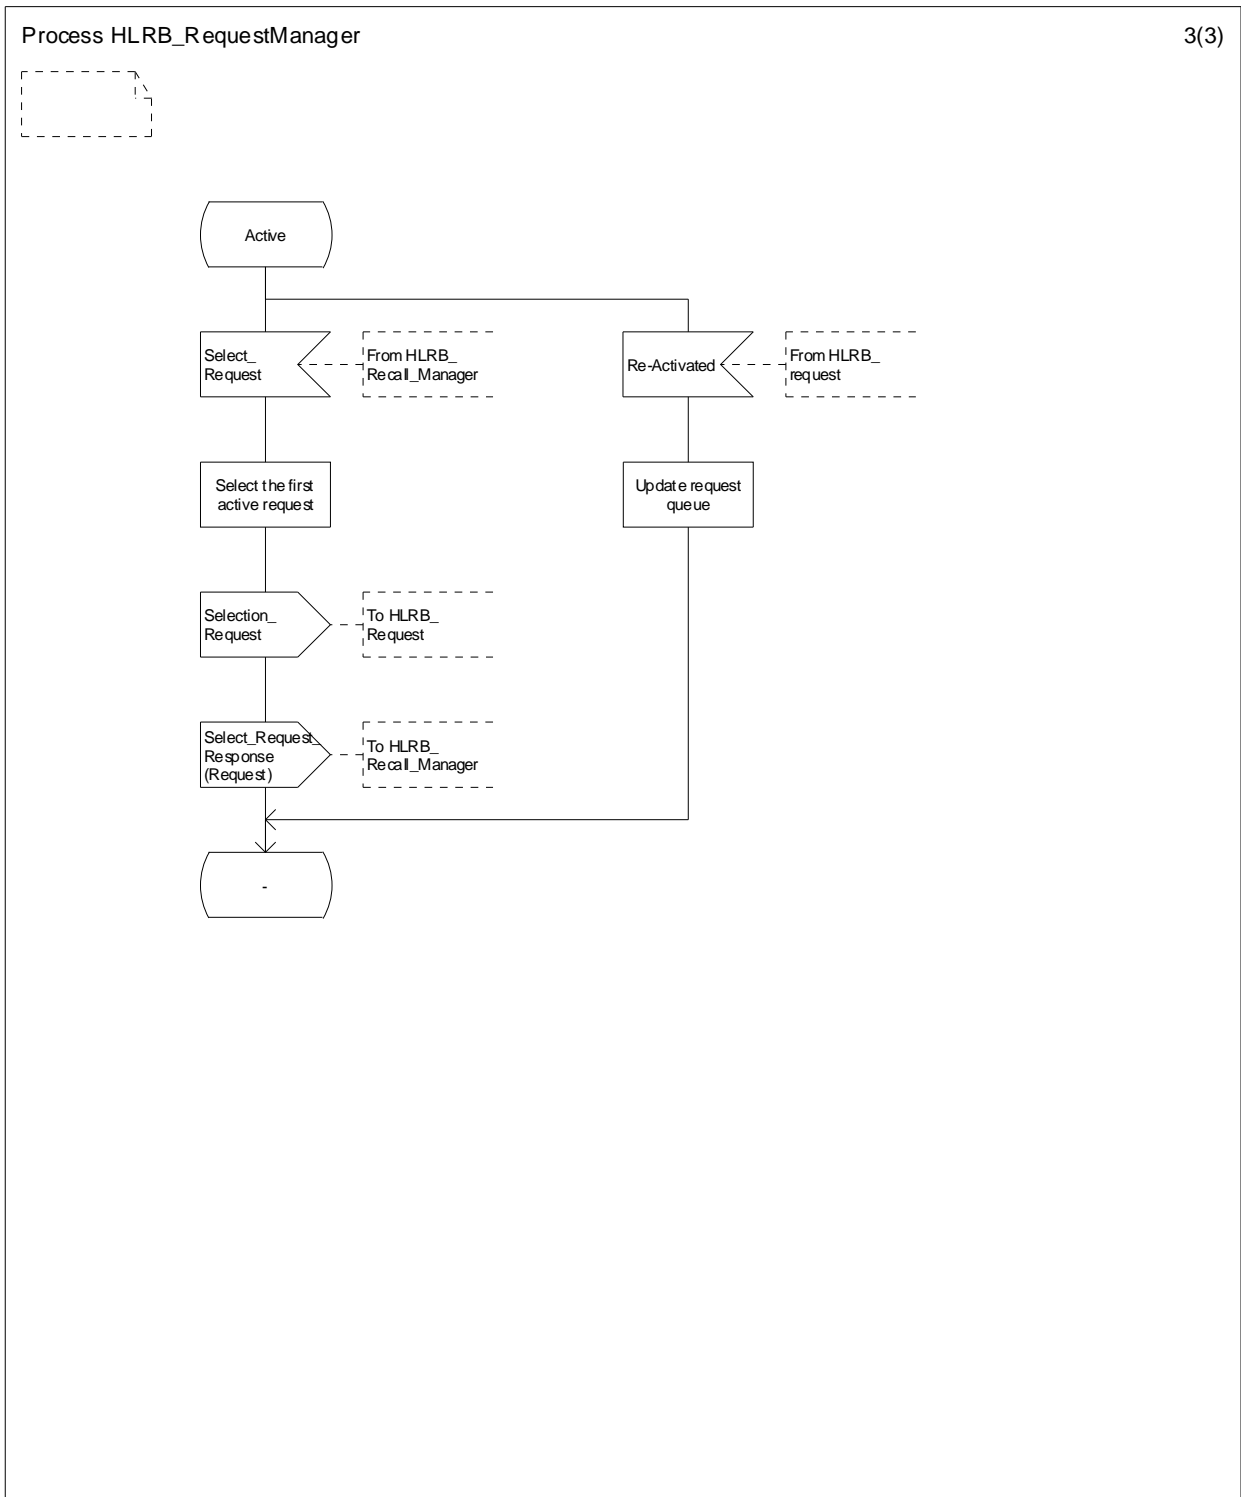 Process HLRB_RequestManager 3(3)
Active
Select_
Request
From HLRB_
Recall_Manager
Re-Activated
From HLRB_
request
Select the first
active request
Update request
queue
Selection_
Request
To HLRB_
Request
Select_Request_
Response
(Request)
To HLRB_
Recall_Manager
-